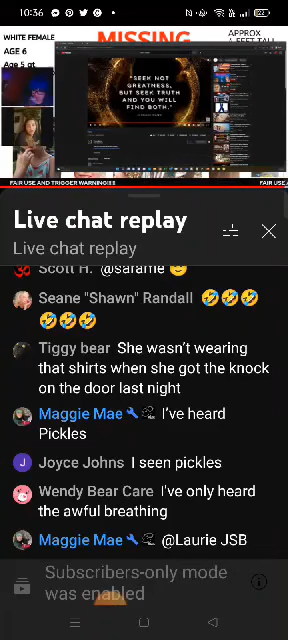 10:36
WHITE FEMALE
MISSING
APPROX
AGE 6
Age 5 at
"SEEK NOT
GREATNESS,
BUT SEEK TRUTH
AND YOU WILL
FIND BOTH."
FAIR USE AND TRIGGER WARNING!!!
FAIR USE
Live chat replay
Live chat replay
Scott H. @sarame 🙂
Seane "Shawn" Randall 🤣🤣🤣
🤣🤣🤣
Tiggy bear She wasn't wearing
that shirts when she got the knock
on the door last night
Maggie Mae I've heard
Pickles
Joyce Johns I seen pickles
Wendy Bear Care I've only heard
the awful breathing
Maggie Mae @Laurie JSB
Subscribers-only mode
was enabled